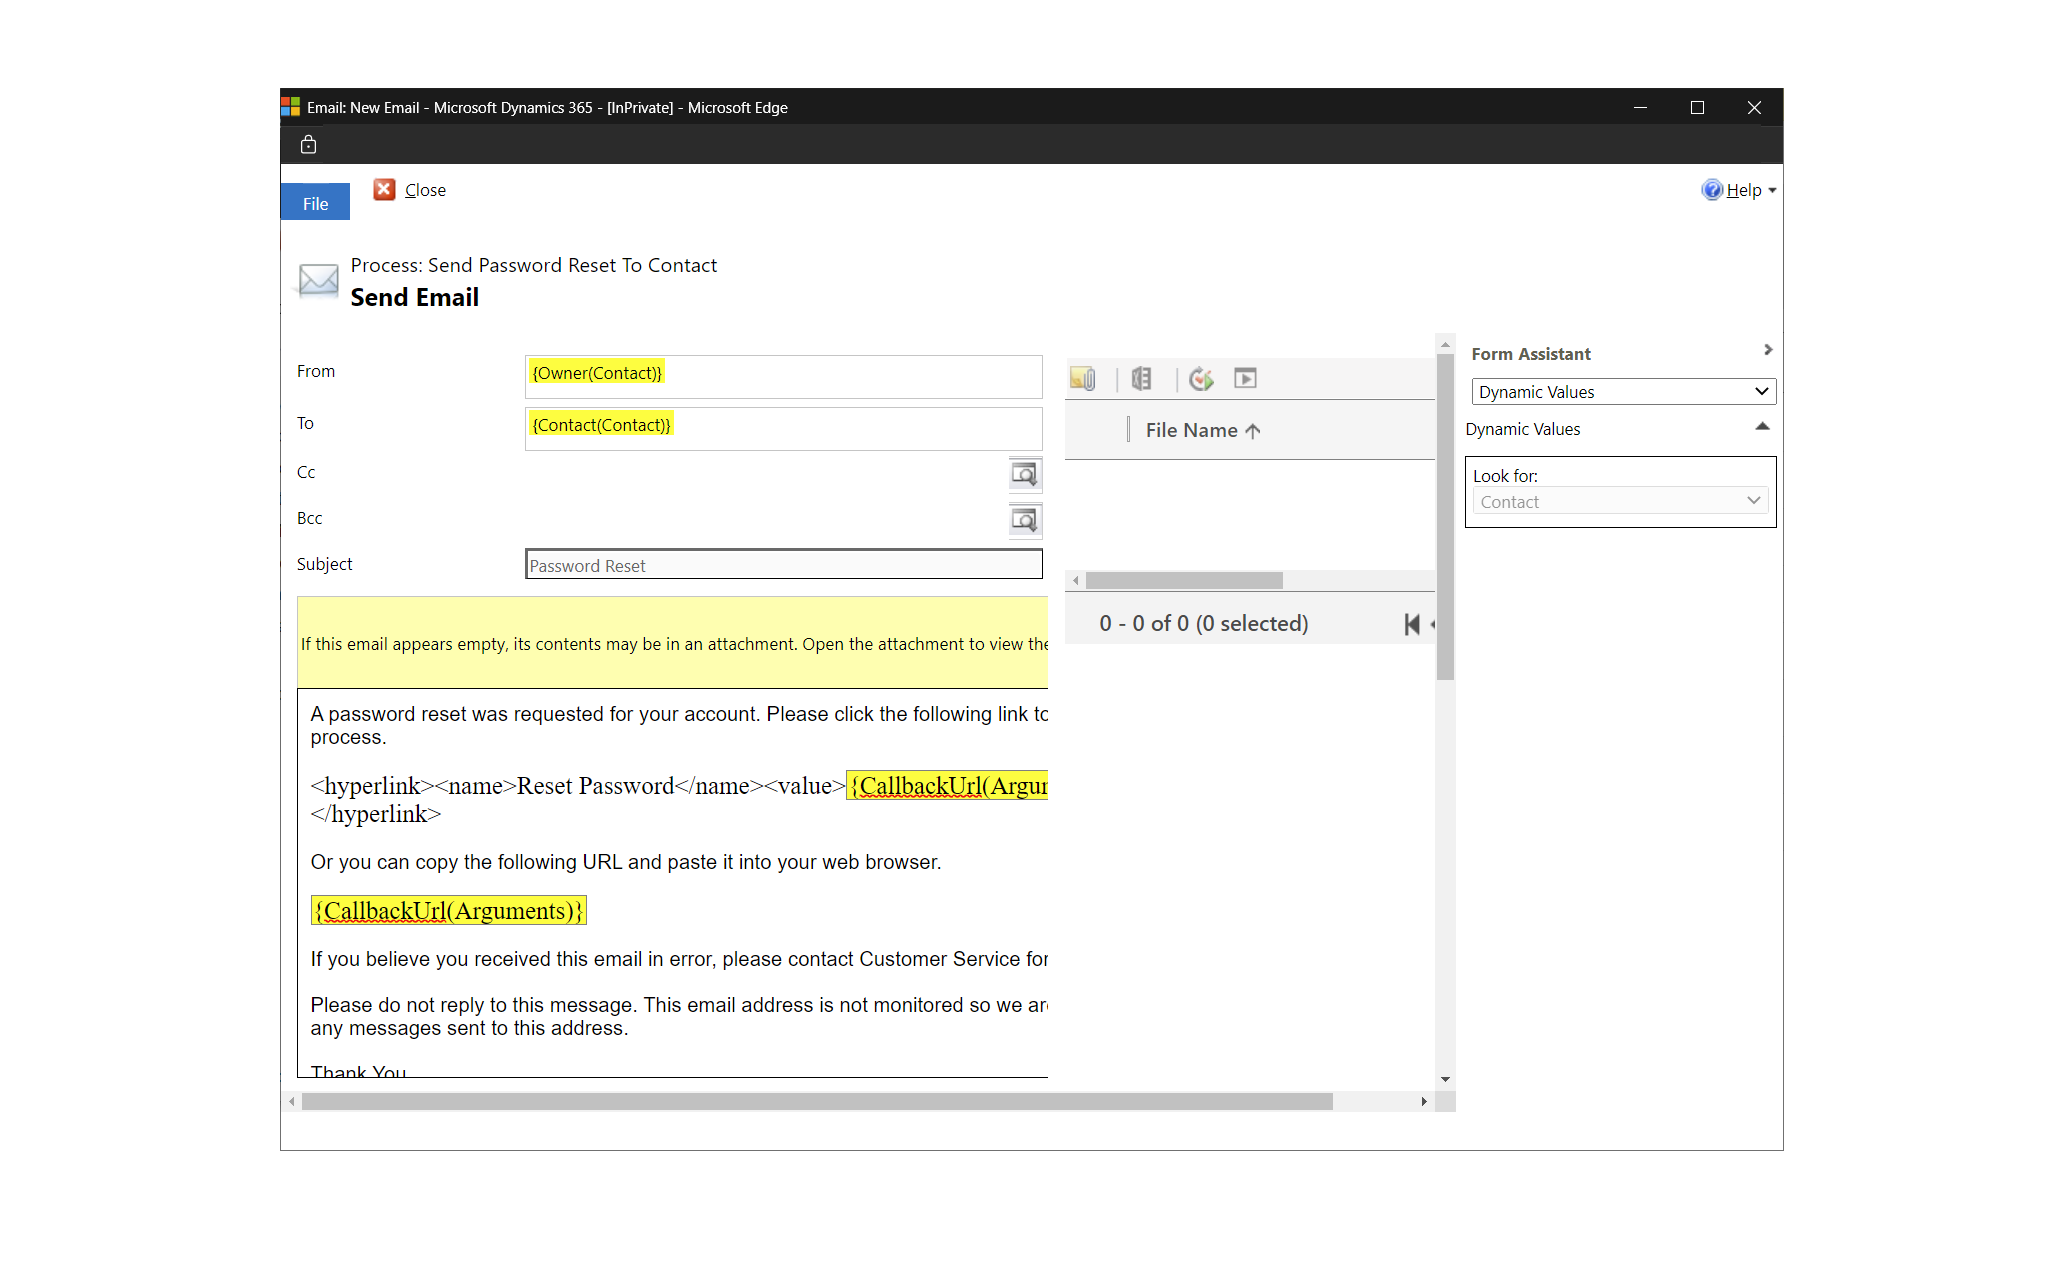 Email: New Email - Microsoft Dynamics 365 - [InPrivate] - Microsoft Edge
File
Close
Help
Process: Send Password Reset To Contact
Send Email
From
{Owner(Contact)}
To
{Contact(Contact)}
Cc
Bcc
Subject
Password Reset
If this email appears empty, its contents may be in an attachment. Open the attachment to view the
A password reset was requested for your account. Please click the following link to
process.
<hyperlink><name>Reset Password</name><value>{CallbackUrl(Argur
</hyperlink>
Or you can copy the following URL and paste it into your web browser.
{CallbackUrl(Arguments)}
If you believe you received this email in error, please contact Customer Service for
Please do not reply to this message. This email address is not monitored so we are
any messages sent to this address.
Thank You
File Name
0 - 0 of 0 (0 selected)
Form Assistant
Dynamic Values
Dynamic Values
Look for:
Contact